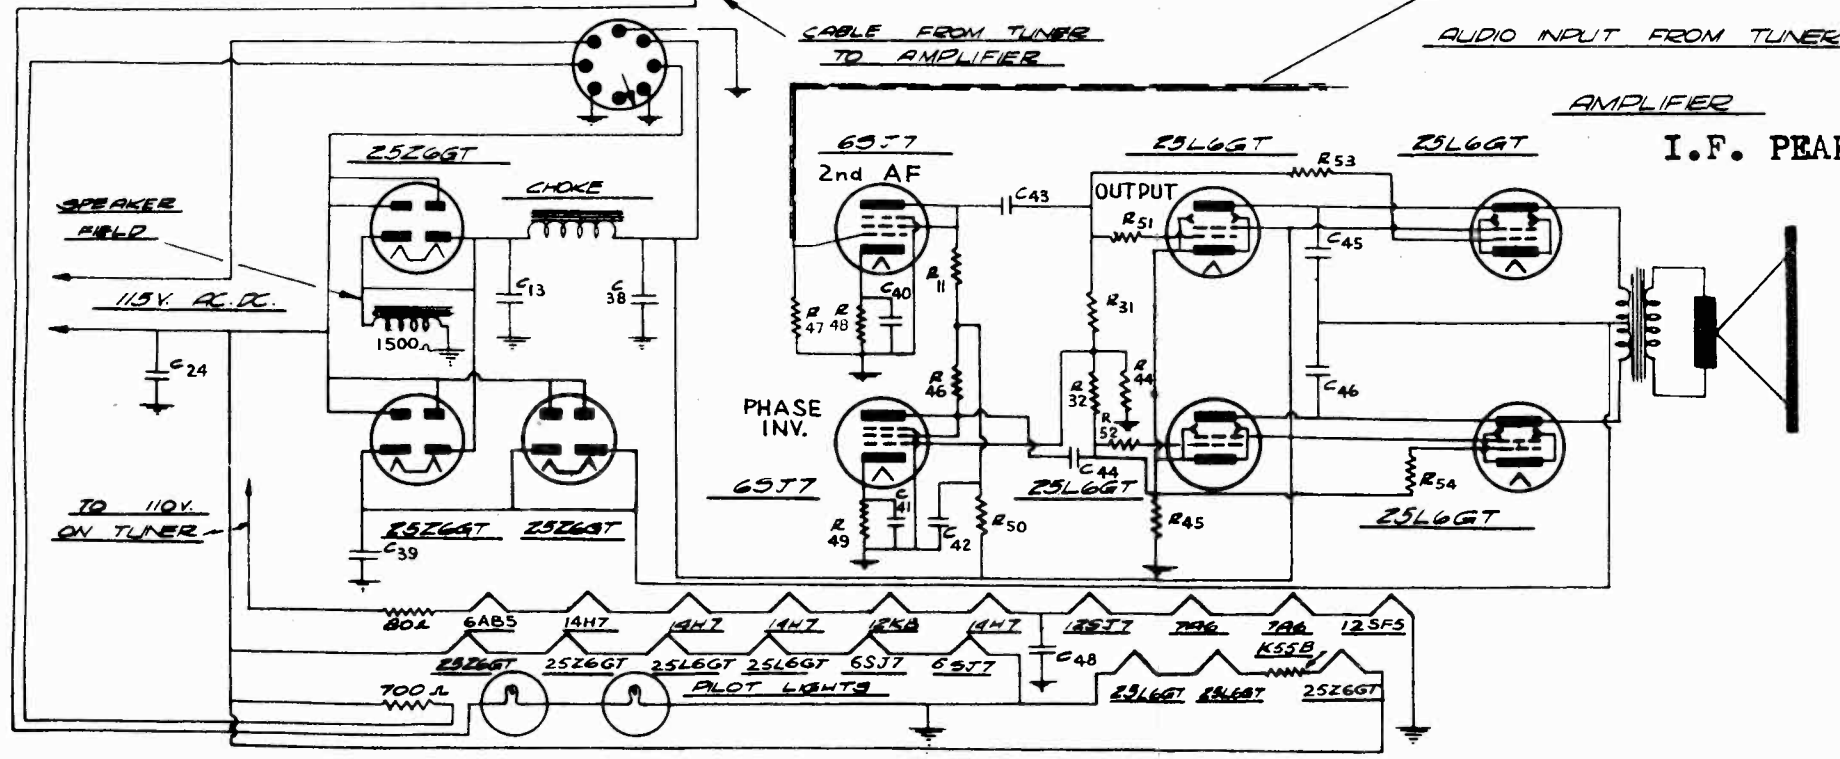 CABLE FROM TUNER
TO AMPLIFIER
AUDIO INPUT FROM TUNER
AMPLIFIER
I.F. PEA
25Z6GT
6SJ7
2nd AF
25L6GT
R53
25L6GT
CHOKE
SPEAKER
FIELD
C43
OUTPUT
R51
C45
115V. AC.DC.
C13
C38
R11
C40
R47
R48
R31
1500Ω
C24
R46
R44
R32
C46
PHASE
INV.
R52
C44
6SJ7
25L6GT
R54
25L6GT
TO 110V.
ON TUNER
25Z6GT
25Z6GT
C39
C41
R49
C42
R50
R45
80Ω
6AB5
14H7
14H7
14H7
12K8
14H7
12SJ7
7A6
7A6
12SF5
25Z6GT
25Z6GT
25L6GT
25L6GT
6SJ7
6SJ7
C48
K55B
25L6GT
25L6GT
25Z6GT
700Ω
PILOT LIGHTS